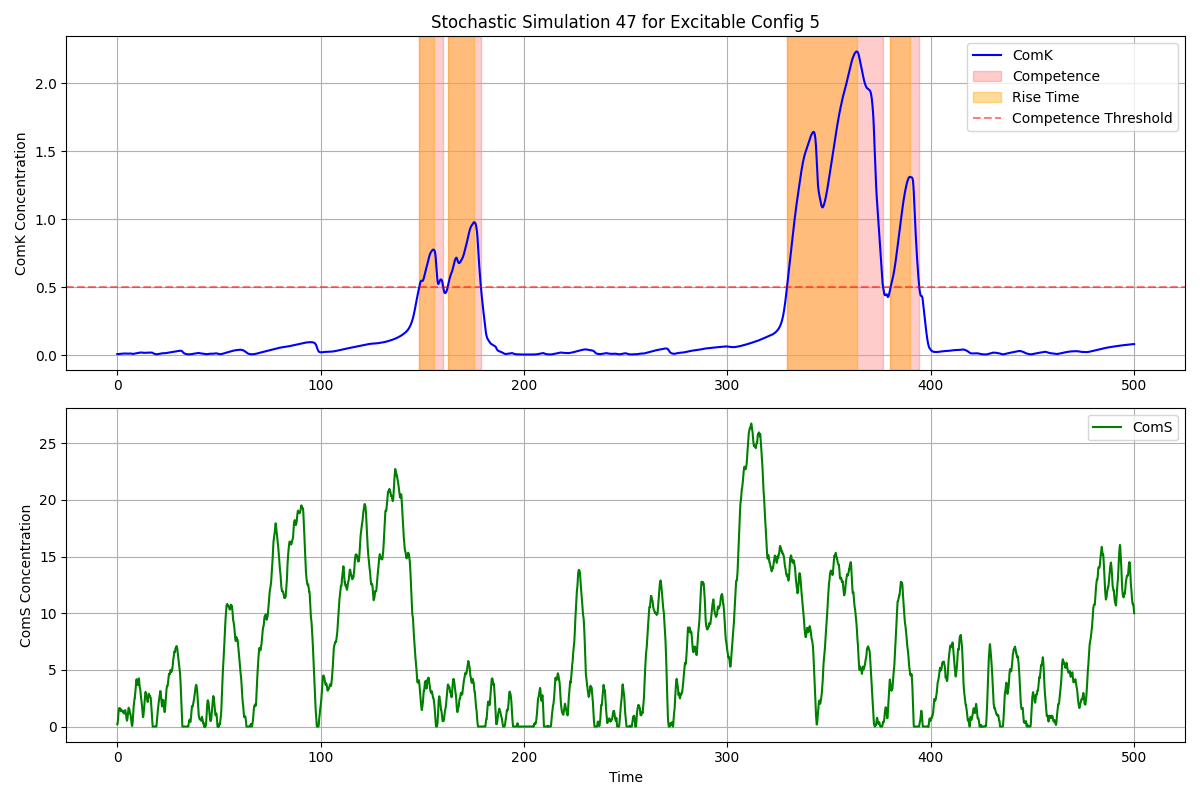 Stochastic Simulation 47 for Excitable Config 5
ComK Concentration
2.0
1.5
1.0
0.5
0.0
ComK
Competence
Rise Time
Competence Threshold
0 100 200 300 400 500
ComS Concentration
25
20
15
10
5
0
ComS
0 100 200 300 400 500
Time